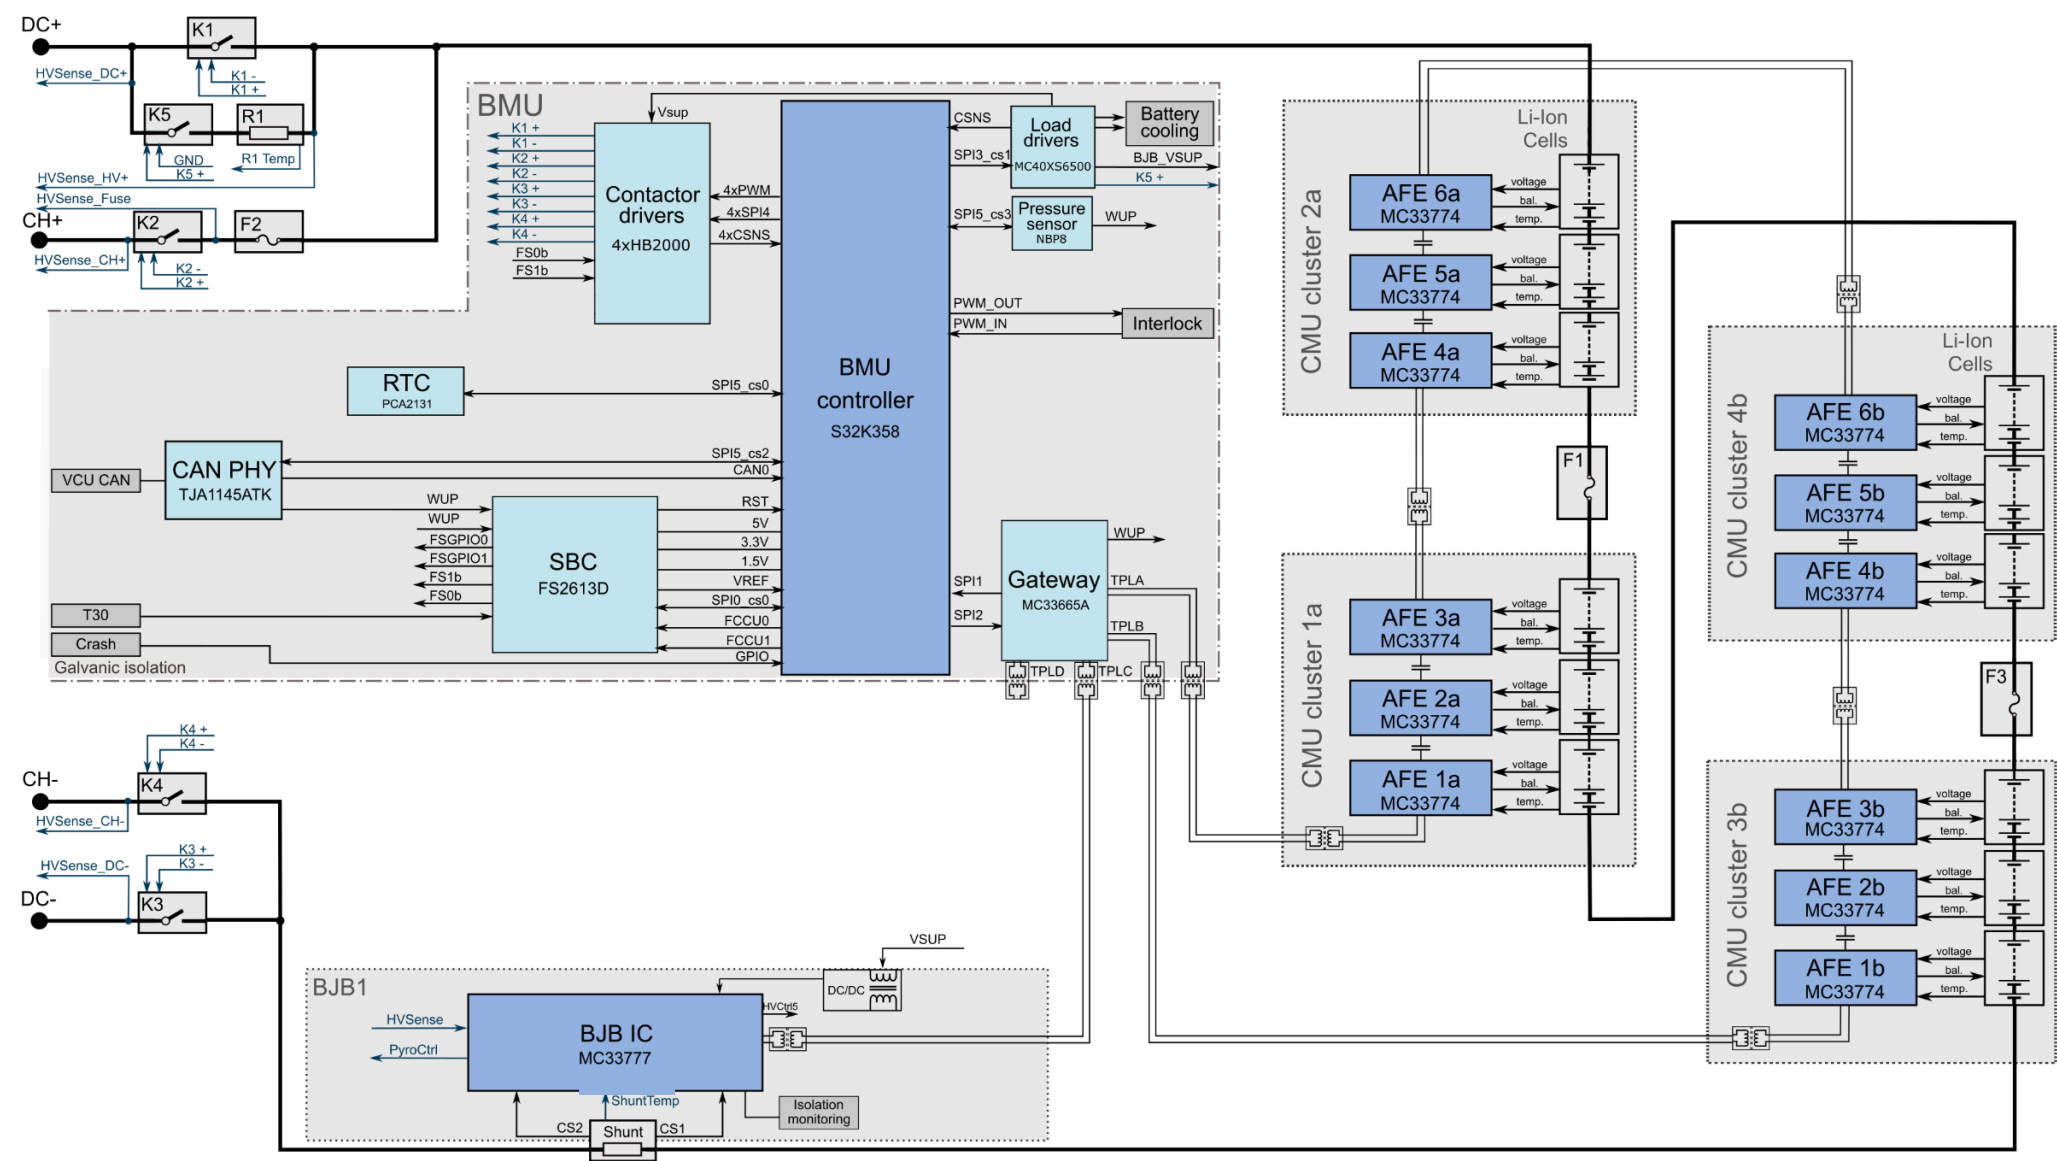 DC+
K1
HVSense_DC+
K1 -
K1 +
K5
R1
GND
K5 +
R1 Temp
HVSense_HV+
HVSense_Fuse
CH+
K2
F2
HVSense_CH+
K2 -
K2 +
BMU
Vsup
K1 +
K1 -
K2 +
K2 -
K3 +
K3 -
K4 +
K4 -
FS0b
FS1b
Contactor
drivers
4xHB2000
4xPWM
4xSPI4
4xCSNS
BMU
controller
S32K358
CSNS
SPI3_cs1
Load
drivers
MC40XS6500
Battery
cooling
BJB_VSUP
K5 +
SPI5_cs3
Pressure
sensor
NBP8
WUP
PWM_OUT
PWM_IN
Interlock
RTC
PCA2131
SPI5_cs0
VCU CAN
CAN PHY
TJA1145ATK
SPI5_cs2
CAN0
WUP
WUP
FSGPIO0
FSGPIO1
FS1b
FS0b
SBC
FS2613D
RST
5V
3.3V
1.5V
VREF
SPI0_cs0
FCCU0
FCCU1
GPIO
T30
Crash
Galvanic isolation
SPI1
SPI2
Gateway
MC33665A
WUP
TPLA
TPLB
TPLD
TPLC
CH-
K4 +
K4 -
K4
HVSense_CH-
K3 +
K3 -
HVSense_DC-
DC-
K3
BJB1
VSUP
DC/DC
HVSense
PyroCtrl
BJB IC
MC33777
HVCtrl5
ShuntTemp
CS2
Shunt
CS1
Isolation
monitoring
Li-Ion
Cells
CMU cluster 2a
AFE 6a
MC33774
voltage
bal.
temp.
AFE 5a
MC33774
voltage
bal.
temp.
AFE 4a
MC33774
voltage
bal.
temp.
F1
CMU cluster 1a
AFE 3a
MC33774
voltage
bal.
temp.
AFE 2a
MC33774
voltage
bal.
temp.
AFE 1a
MC33774
voltage
bal.
temp.
Li-Ion
Cells
CMU cluster 4b
AFE 6b
MC33774
voltage
bal.
temp.
AFE 5b
MC33774
voltage
bal.
temp.
AFE 4b
MC33774
voltage
bal.
temp.
F3
CMU cluster 3b
AFE 3b
MC33774
voltage
bal.
temp.
AFE 2b
MC33774
voltage
bal.
temp.
AFE 1b
MC33774
voltage
bal.
temp.